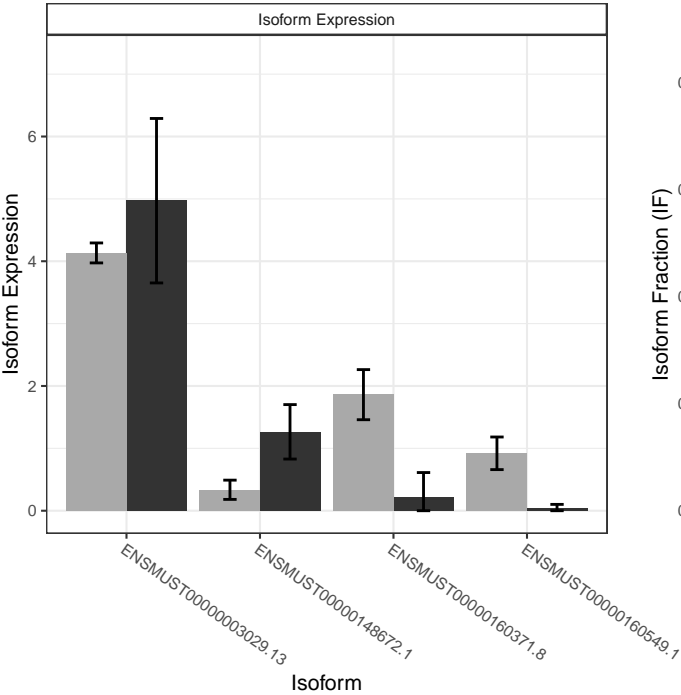 Isoform Expression
Isoform Expression
6
4
2
0
ENSMUST00000003029.13
ENSMUST00000148672.1
ENSMUST00000160371.8
ENSMUST00000160549.1
Isoform
Isoform Fraction (IF)